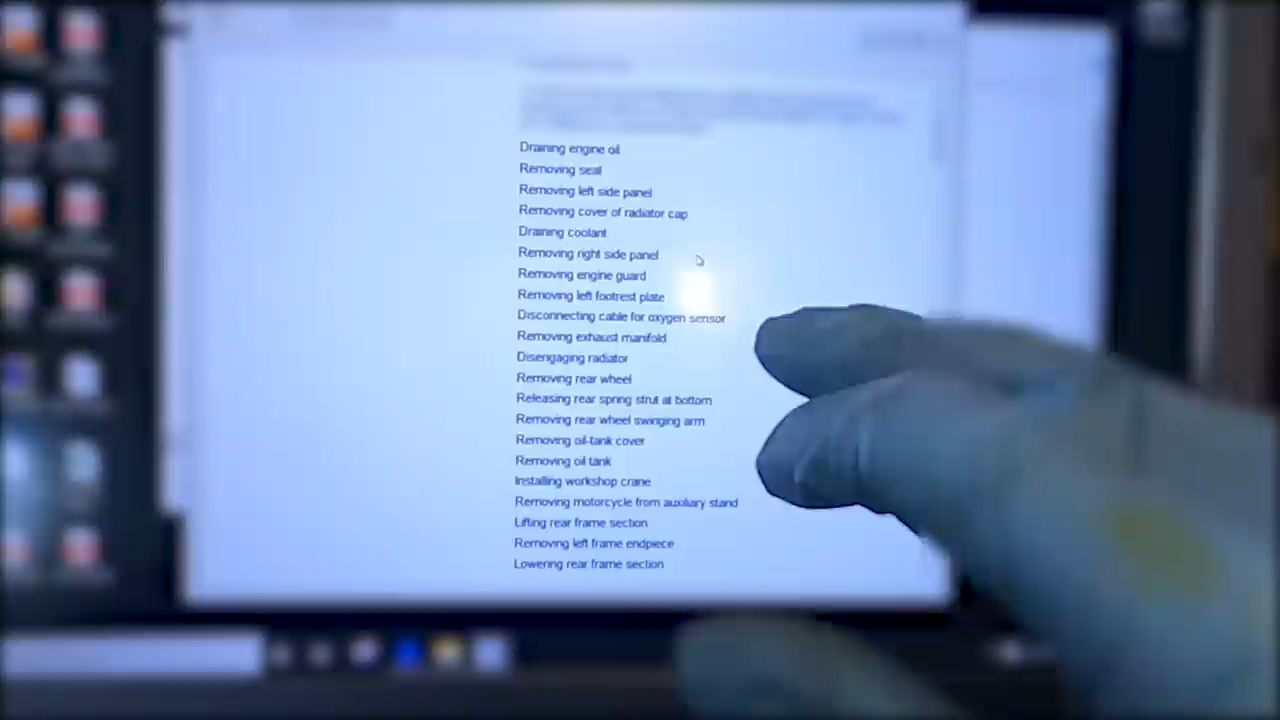 Draining engine oil
Removing seat
Removing left side panel
Removing cover of radiator cap
Draining coolant
Removing right side panel
Removing engine guard
Removing left footrest plate
Disconnecting cable for oxygen sensor
Removing exhaust manifold
Disengaging radiator
Removing rear wheel
Releasing rear spring strut at bottom
Removing rear wheel swinging arm
Removing oil-tank cover
Removing oil tank
Installing workshop crane
Removing motorcycle from auxiliary stand
Lifting rear frame section
Removing left frame endpiece
Lowering rear frame section